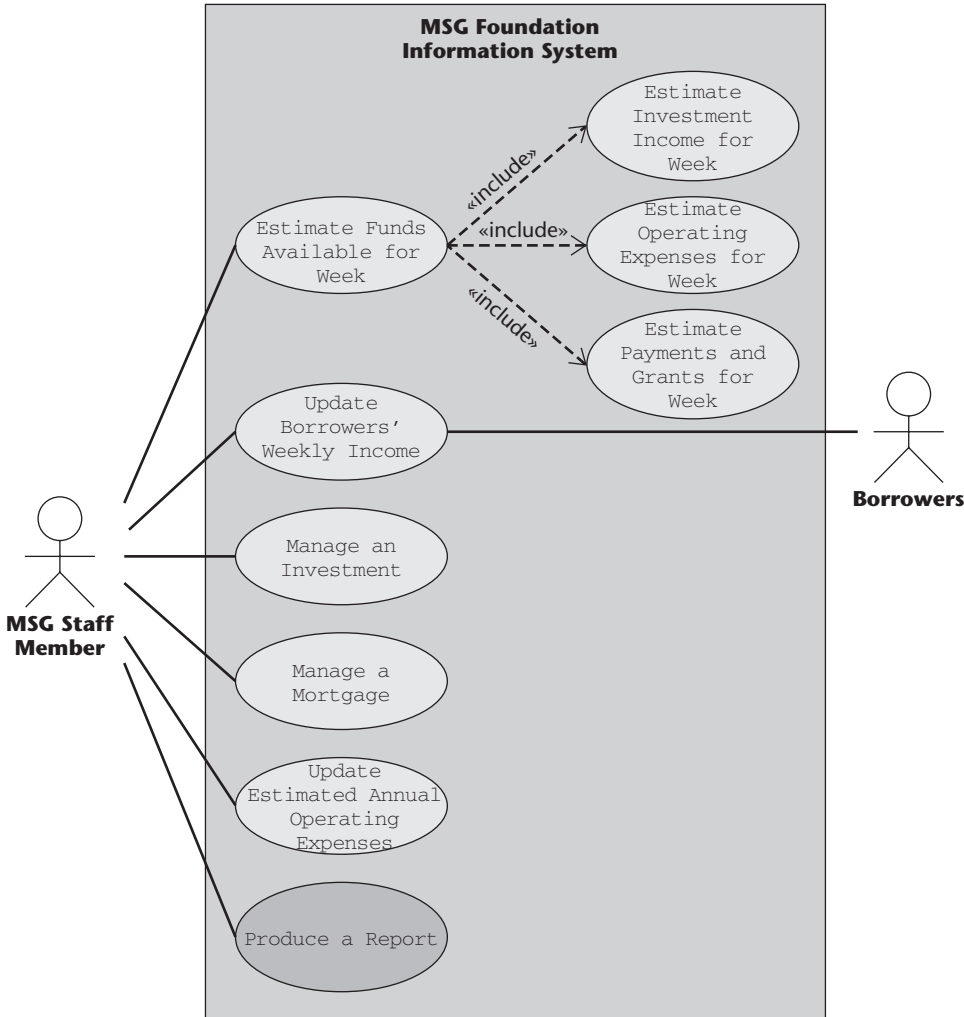 MSG Foundation
Information System
Estimate
Investment
Income for
Week
«include»
Estimate Funds
Available for
Week
«include»
Estimate
Operating
Expenses for
Week
«include»
Estimate
Payments and
Grants for
Week
Update
Borrowers’
Weekly Income
Borrowers
Manage an
Investment
MSG Staff
Member
Manage a
Mortgage
Update
Estimated Annual
Operating
Expenses
Produce a Report